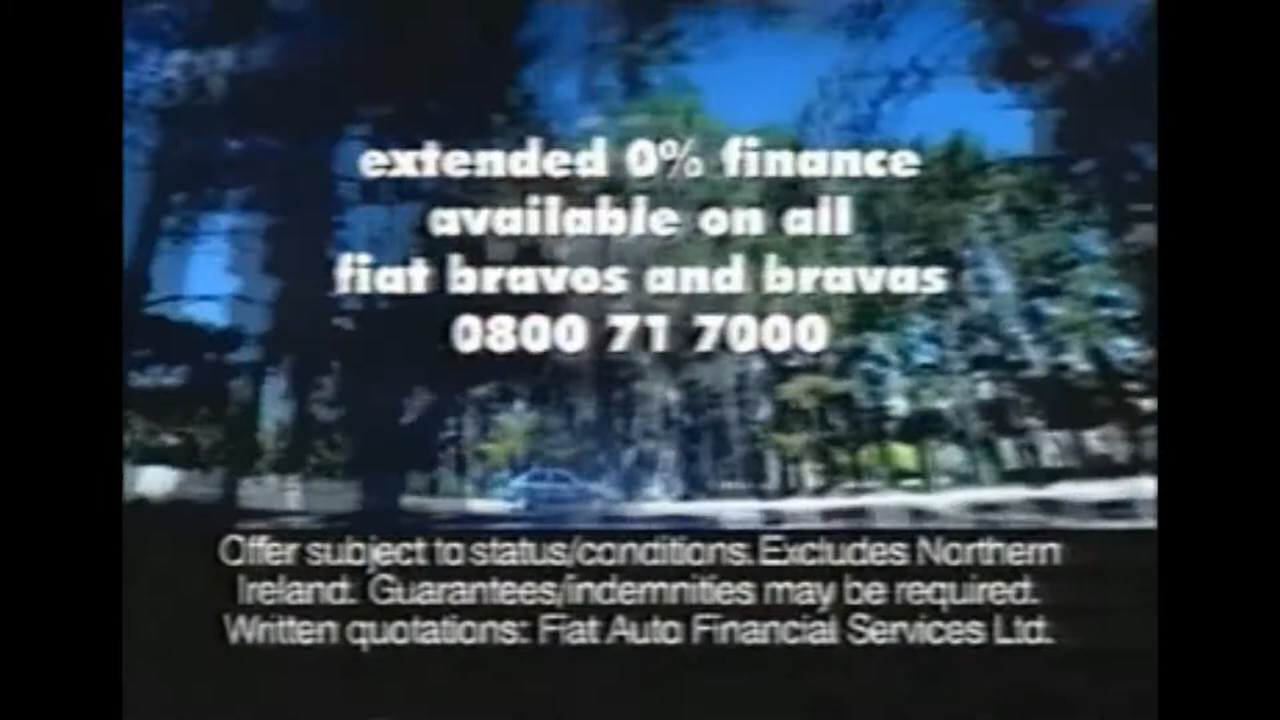 extended 0% finance
available on all
fiat bravos and bravas
0800 71 7000
Offer subject to status/conditions. Excludes Northern
Ireland. Guarantees/indemnities may be required.
Written quotations: Fiat Auto Financial Services Ltd.